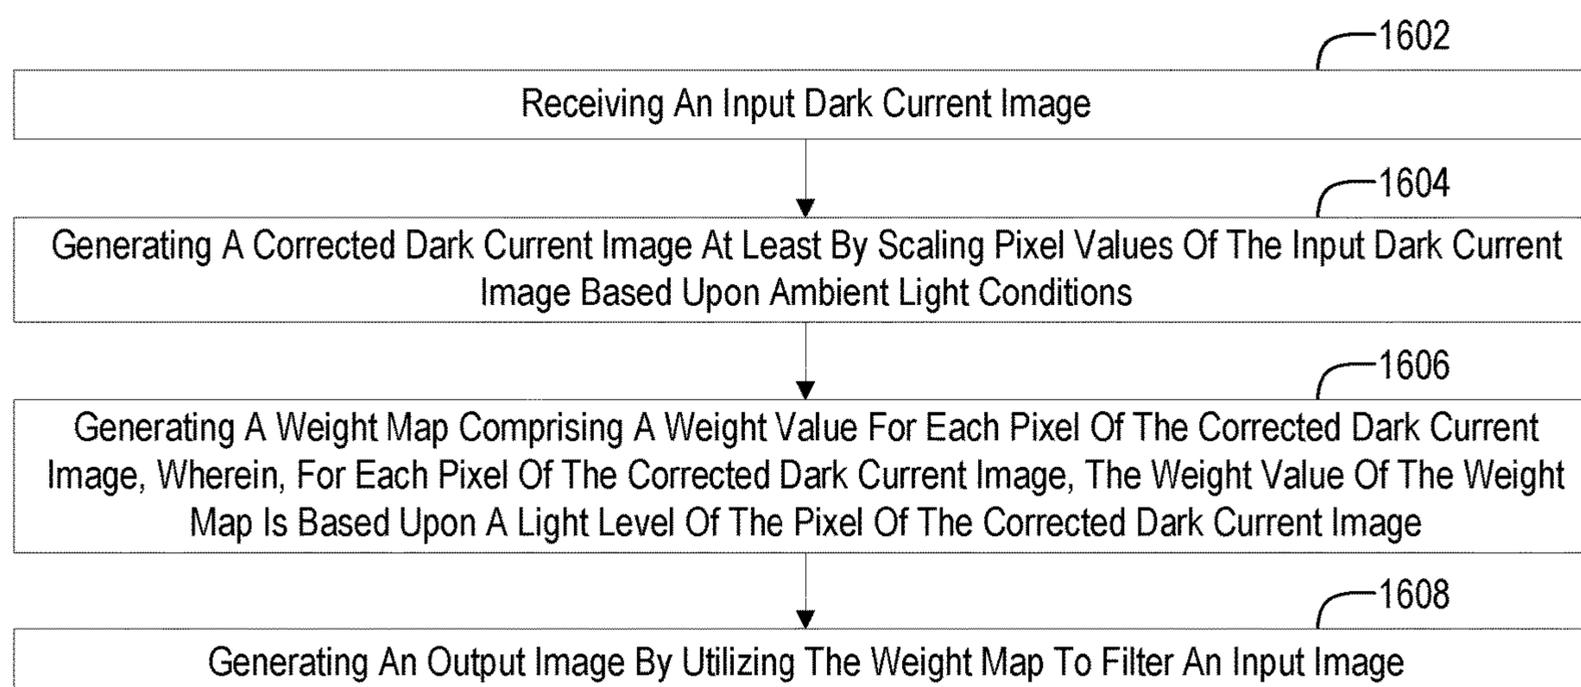 1602
Receiving An Input Dark Current Image
1604
Generating A Corrected Dark Current Image At Least By Scaling Pixel Values Of The Input Dark Current
Image Based Upon Ambient Light Conditions
1606
Generating A Weight Map Comprising A Weight Value For Each Pixel Of The Corrected Dark Current
Image, Wherein, For Each Pixel Of The Corrected Dark Current Image, The Weight Value Of The Weight
Map Is Based Upon A Light Level Of The Pixel Of The Corrected Dark Current Image
1608
Generating An Output Image By Utilizing The Weight Map To Filter An Input Image